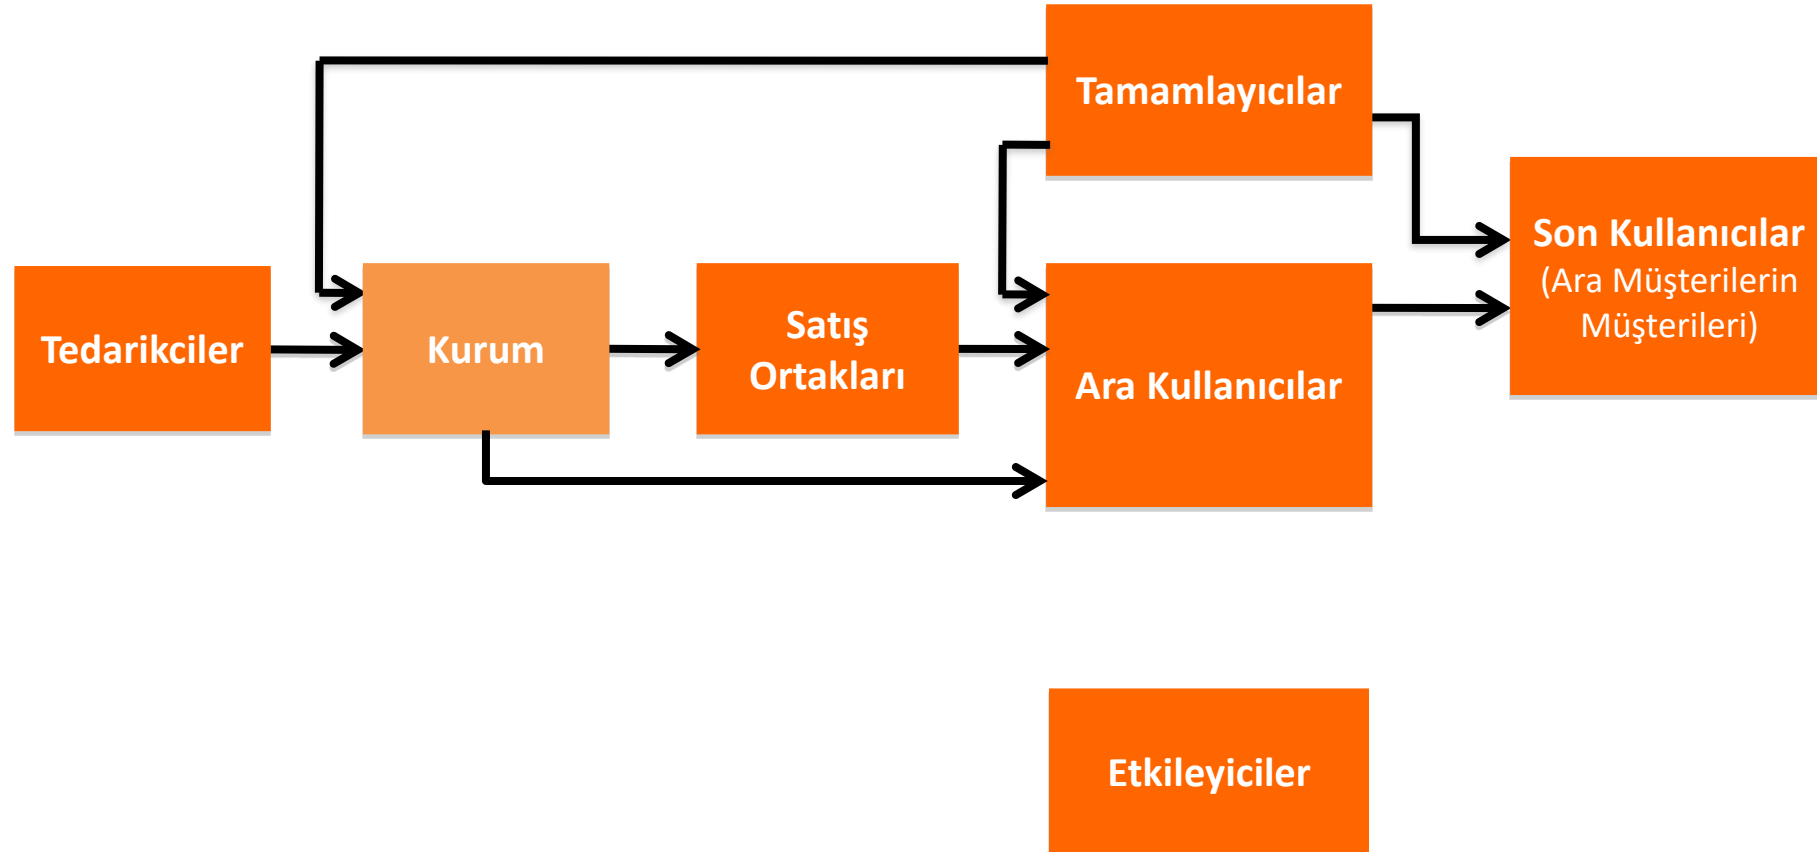 Tamamlayıcılar
Son Kullanıcılar
(Ara Müşterilerin
Müşterileri)
Tedarikciler
Kurum
Satış
Ortakları
Ara Kullanıcılar
Etkileyiciler